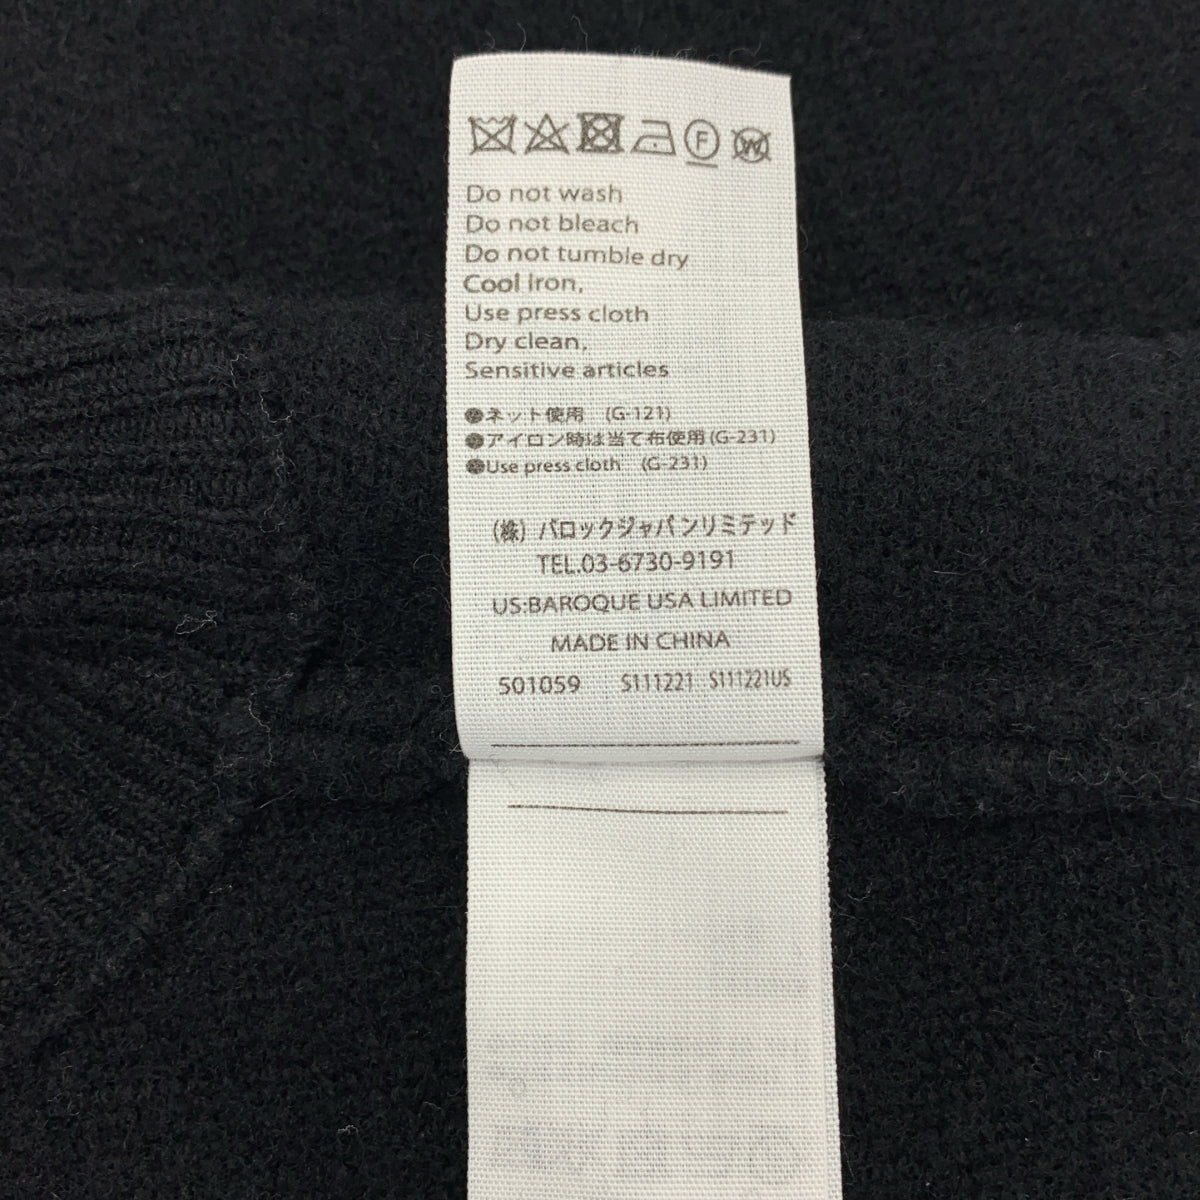 F W
Do not wash
Do not bleach
Do not tumble dry
Cool iron,
Use press cloth
Dry clean,
Sensitive articles
●ネット使用 (G-121)
●アイロン時は当て布使用(G-231)
●Use press cloth (G-231)
(株) バロックジャパンリミテッド
TEL.03-6730-9191
US:BAROQUE USA LIMITED
MADE IN CHINA
501059 S111221 S111221US